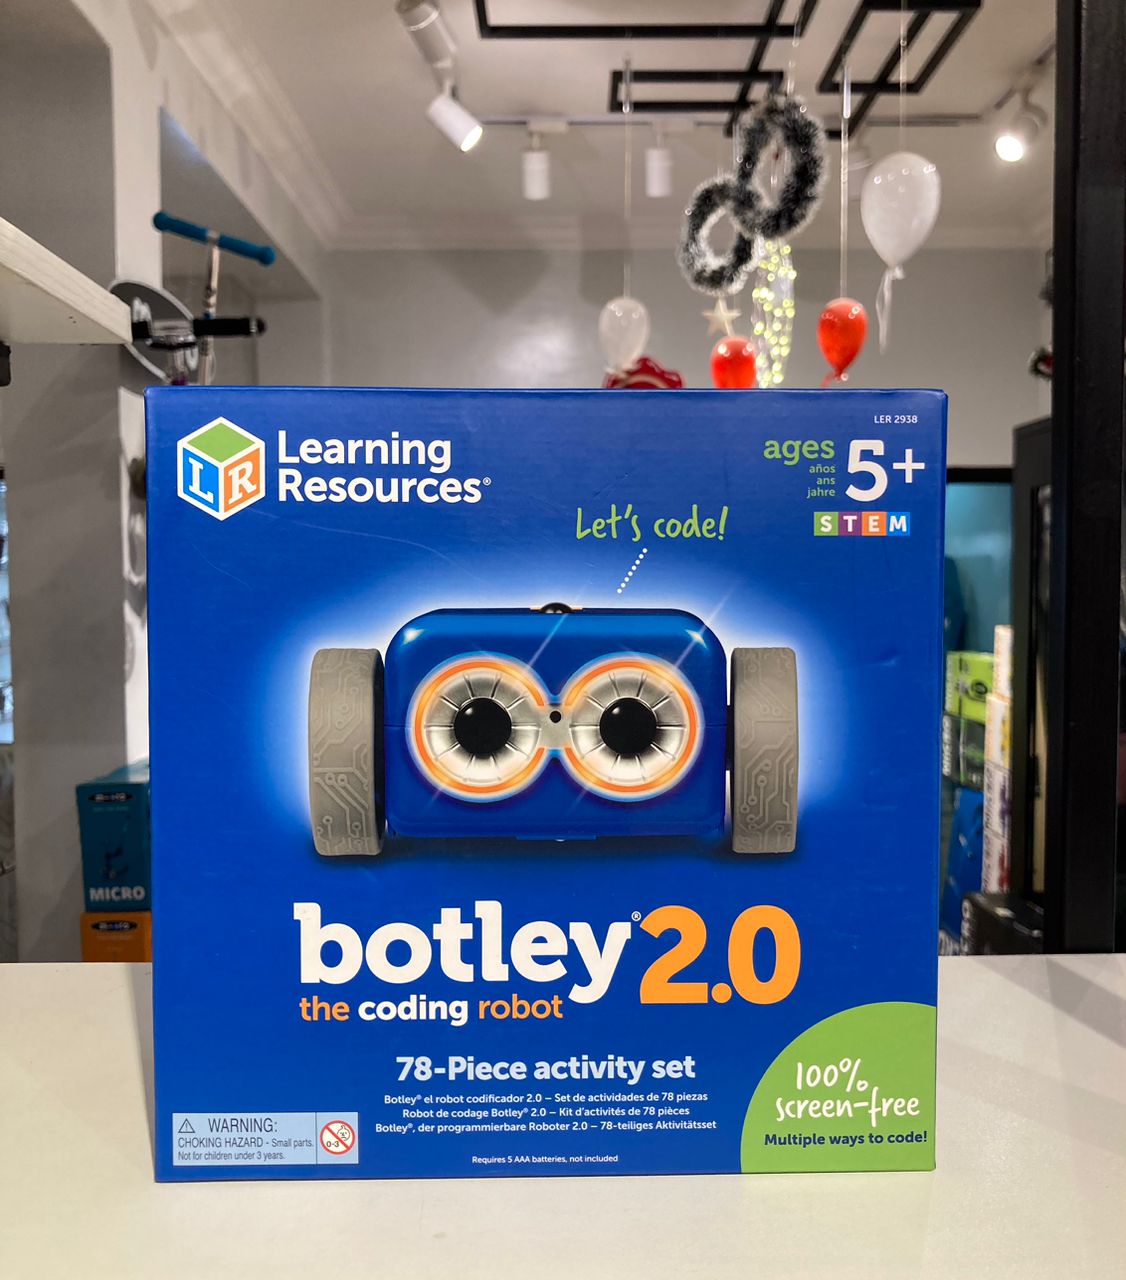 LER 2938
Learning
Resources®
ages
años
ans
jahre
5+
STEM
Let's code!
botley® 2.0
the coding robot
78-Piece activity set
Botley® el robot codificador 2.0 – Set de actividades de 78 piezas
Robot de codage Botley® 2.0 – Kit d'activités de 78 pièces
Botley®, der programmierbare Roboter 2.0 – 78-teiliges Aktivitätsset
Requires 5 AAA batteries, not included
WARNING:
CHOKING HAZARD - Small parts.
Not for children under 3 years.
0-3
100%
screen-free
Multiple ways to code!
LR
MICRO